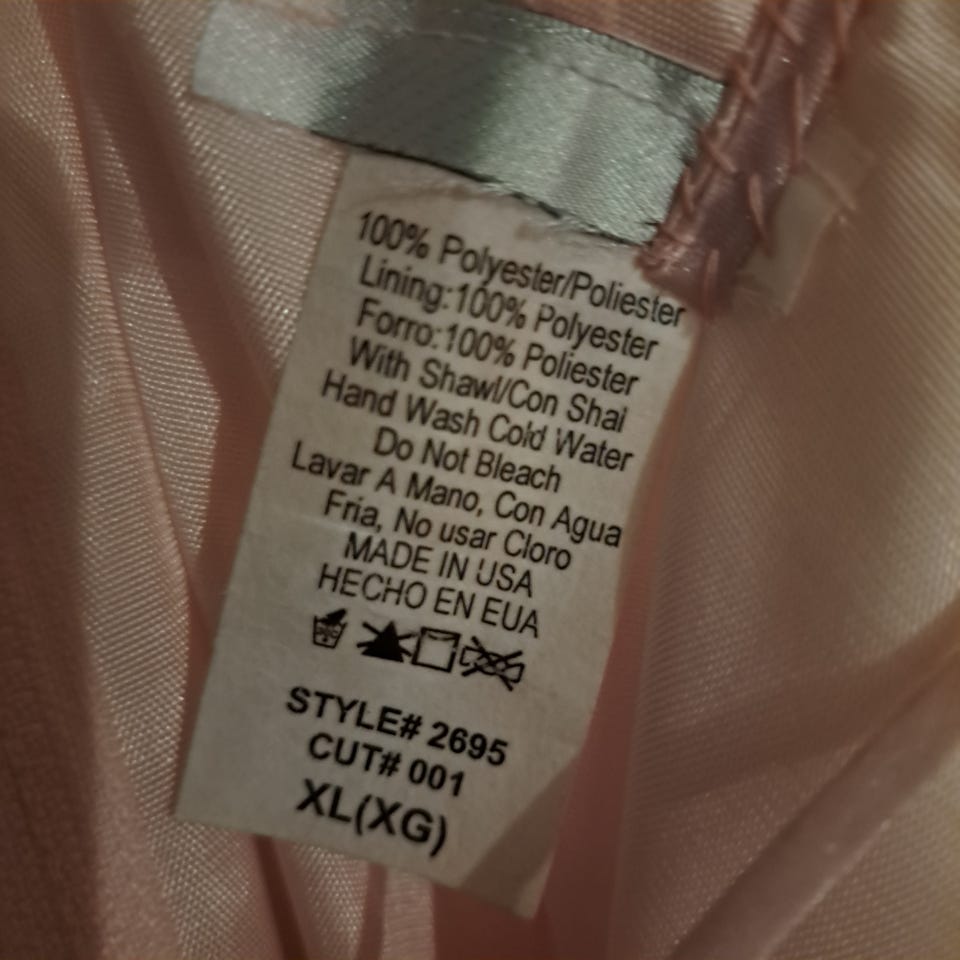 100% Polyester/Poliester
Lining:100% Polyester
Forro:100% Poliester
With Shawl/Con Shal
Hand Wash Cold Water
Do Not Bleach
Lavar A Mano, Con Agua
Fria, No usar Cloro
MADE IN USA
HECHO EN EUA
STYLE# 2695
CUT# 001
XL(XG)